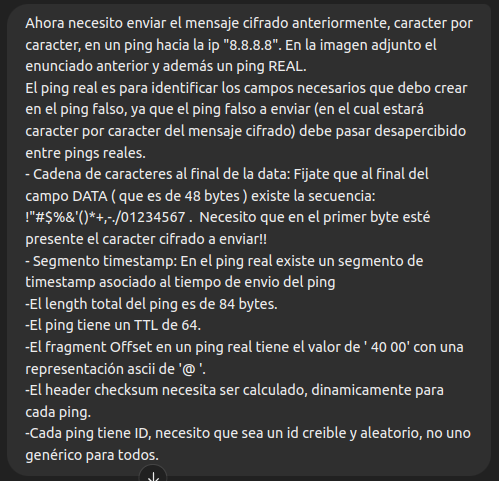 Ahora necesito enviar el mensaje cifrado anteriormente, caracter por
caracter, en un ping hacia la ip "8.8.8.8". En la imagen adjunto el
enunciado anterior y además un ping REAL.
El ping real es para identificar los campos necesarios que debo crear
en el ping falso, ya que el ping falso a enviar (en el cual estará
caracter por caracter del mensaje cifrado) debe pasar desapercibido
entre pings reales.
- Cadena de caracteres al final de la data: Fijate que al final del
campo DATA ( que es de 48 bytes ) existe la secuencia:
!"#$%&'()*+,-./01234567 .  Necesito que en el primer byte esté
presente el caracter cifrado a enviar!!
- Segmento timestamp: En el ping real existe un segmento de
timestamp asociado al tiempo de envio del ping
-El length total del ping es de 84 bytes.
-El ping tiene un TTL de 64.
-El fragment Offset en un ping real tiene el valor de ' 40 00' con una
representación ascii de '@ '.
-El header checksum necesita ser calculado, dinamicamente para
cada ping.
-Cada ping tiene ID, necesito que sea un id creible y aleatorio, no uno
genérico para todos.